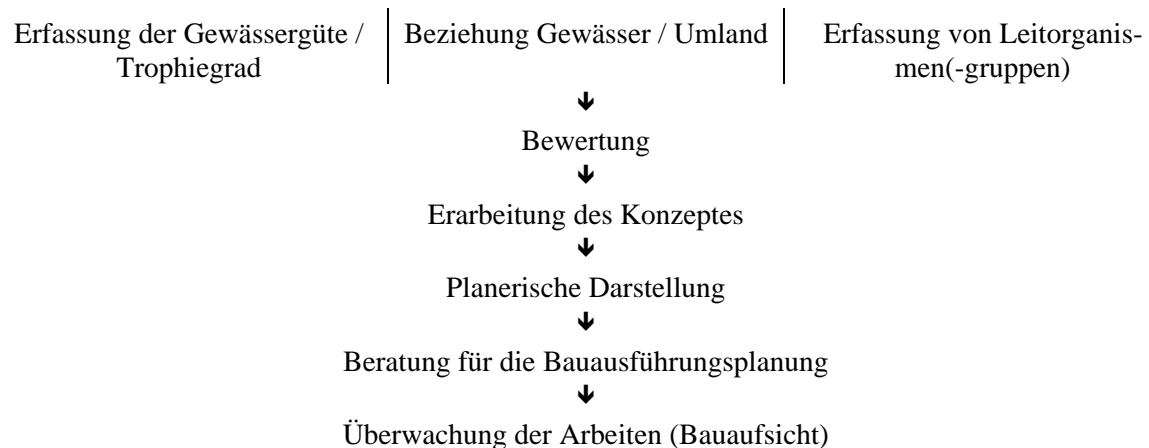 Erfassung der Gewässergüte /
Trophiegrad
Beziehung Gewässer / Umland
Erfassung von Leitorganis-
men(-gruppen)
Bewertung
Erarbeitung des Konzeptes
Planerische Darstellung
Beratung für die Bauausführungsplanung
Überwachung der Arbeiten (Bauaufsicht)